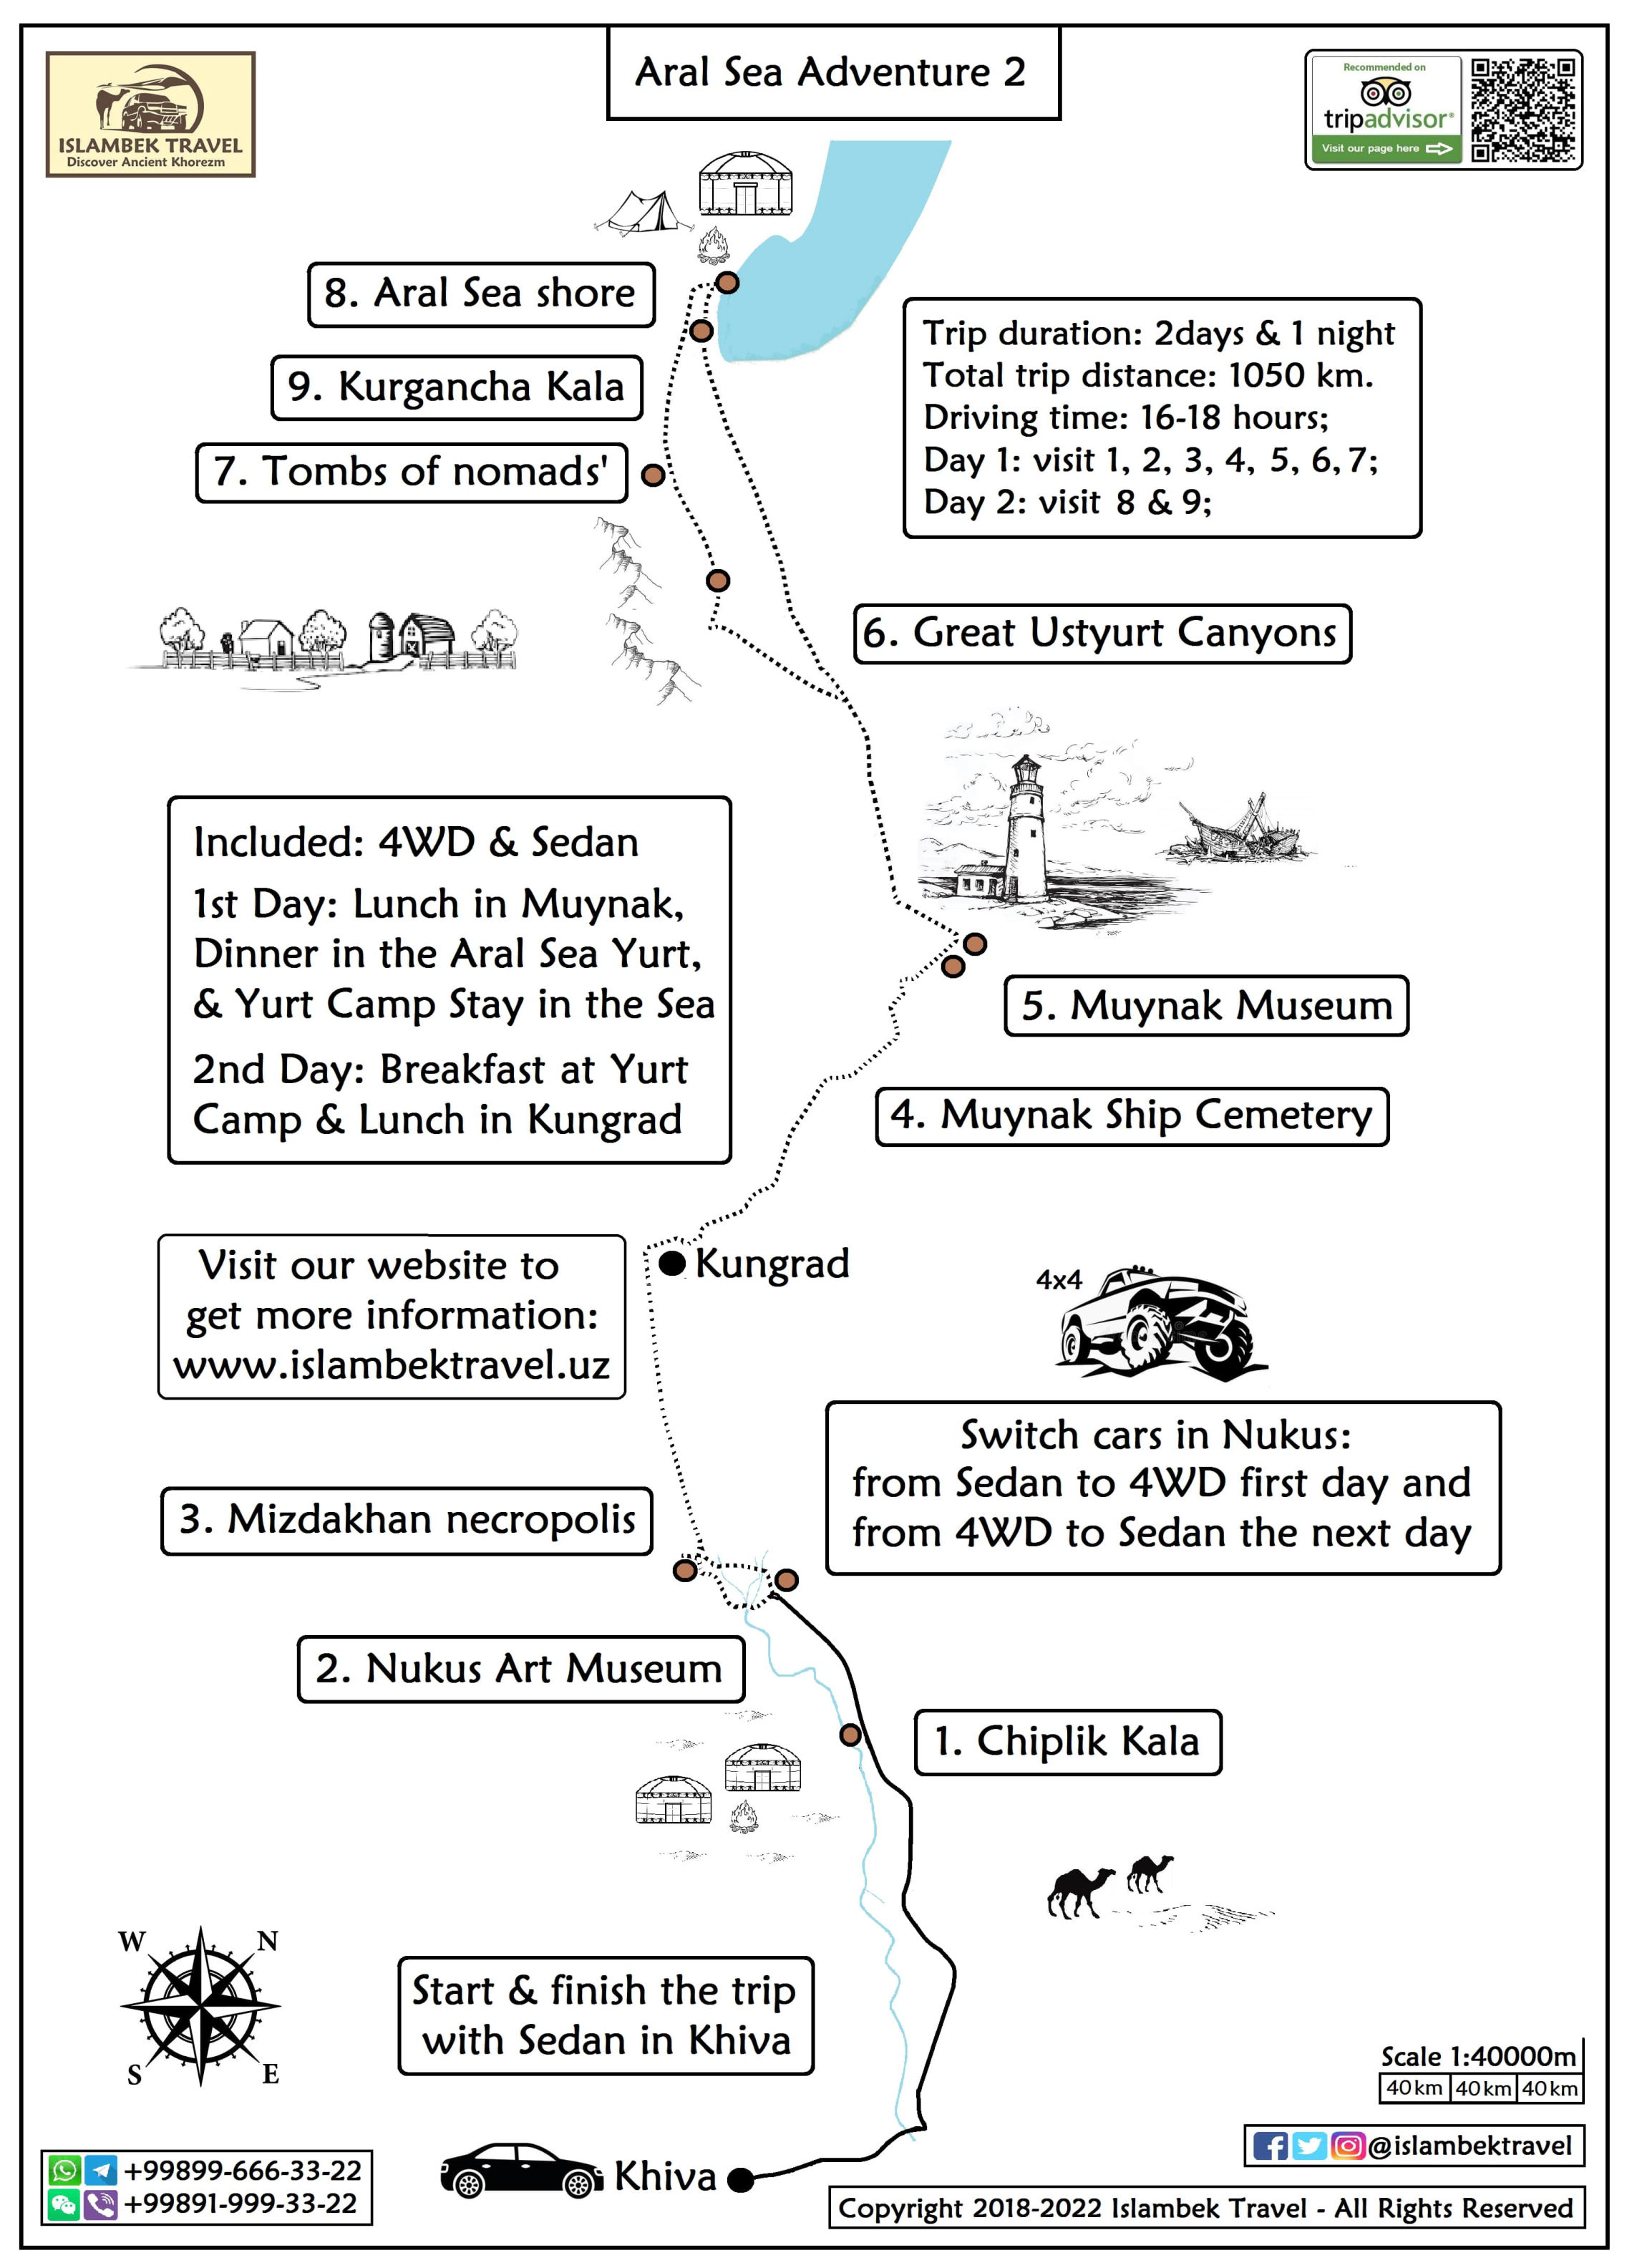 Aral Sea Adventure 2
ISLAMBEK TRAVEL
Discover Ancient Khorezm
Recommended on
tripadvisor®
Visit our page here
8. Aral Sea shore
9. Kurgancha Kala
7. Tombs of nomads'
Trip duration: 2days & 1 night
Total trip distance: 1050 km.
Driving time: 16-18 hours;
Day 1: visit 1, 2, 3, 4, 5, 6, 7;
Day 2: visit 8 & 9;
6. Great Ustyurt Canyons
Included: 4WD & Sedan
1st Day: Lunch in Muynak,
Dinner in the Aral Sea Yurt,
& Yurt Camp Stay in the Sea
2nd Day: Breakfast at Yurt
Camp & Lunch in Kungrad
5. Muynak Museum
4. Muynak Ship Cemetery
Kungrad
Visit our website to
get more information:
www.islambektravel.uz
4x4
Switch cars in Nukus:
from Sedan to 4WD first day and
from 4WD to Sedan the next day
3. Mizdakhan necropolis
2. Nukus Art Museum
1. Chiplik Kala
W N
S E
Start & finish the trip
with Sedan in Khiva
Scale 1:40000m
40 km 40 km 40 km
@islambektravel
+99899-666-33-22
+99891-999-33-22
Khiva
Copyright 2018-2022 Islambek Travel - All Rights Reserved